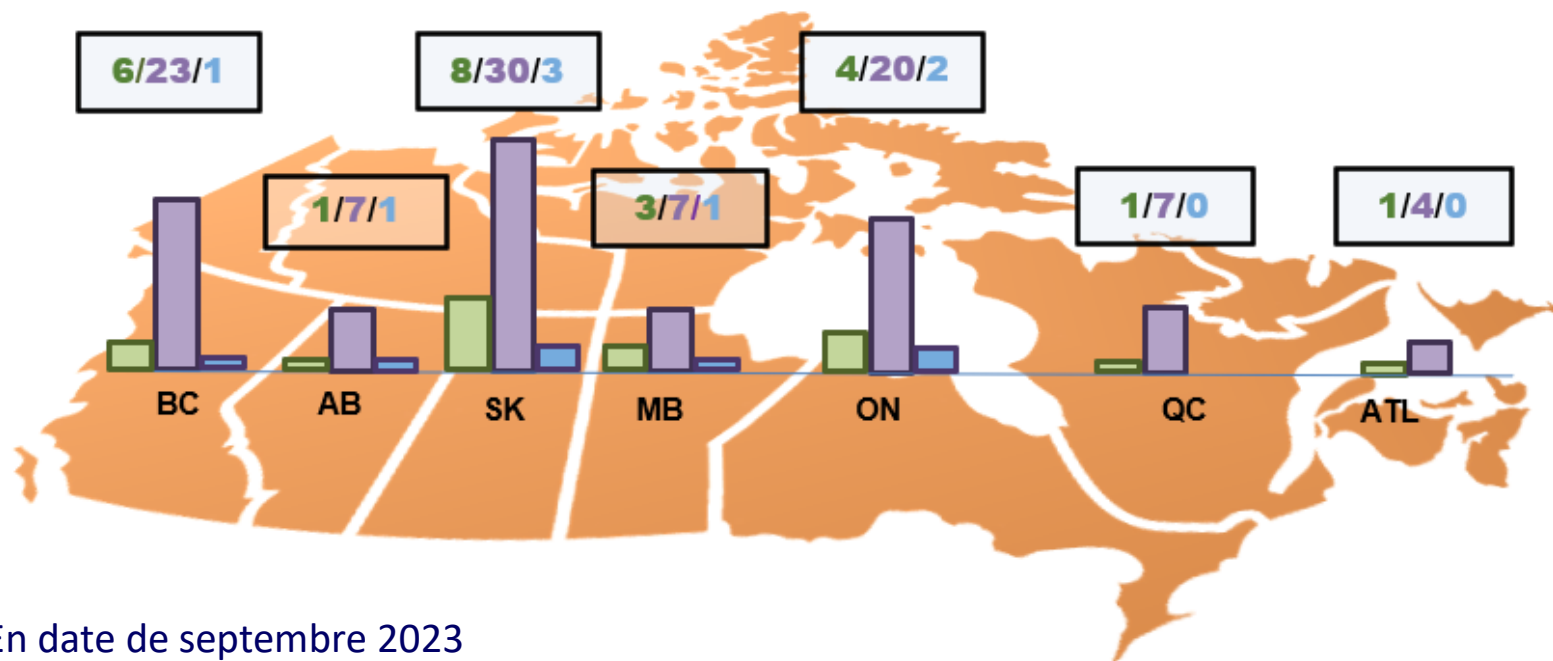 6/23/1
8/30/3
4/20/2
1/7/1
3/7/1
1/7/0
1/4/0
BC
AB
SK
MB
ON
QC
ATL
En date de septembre 2023